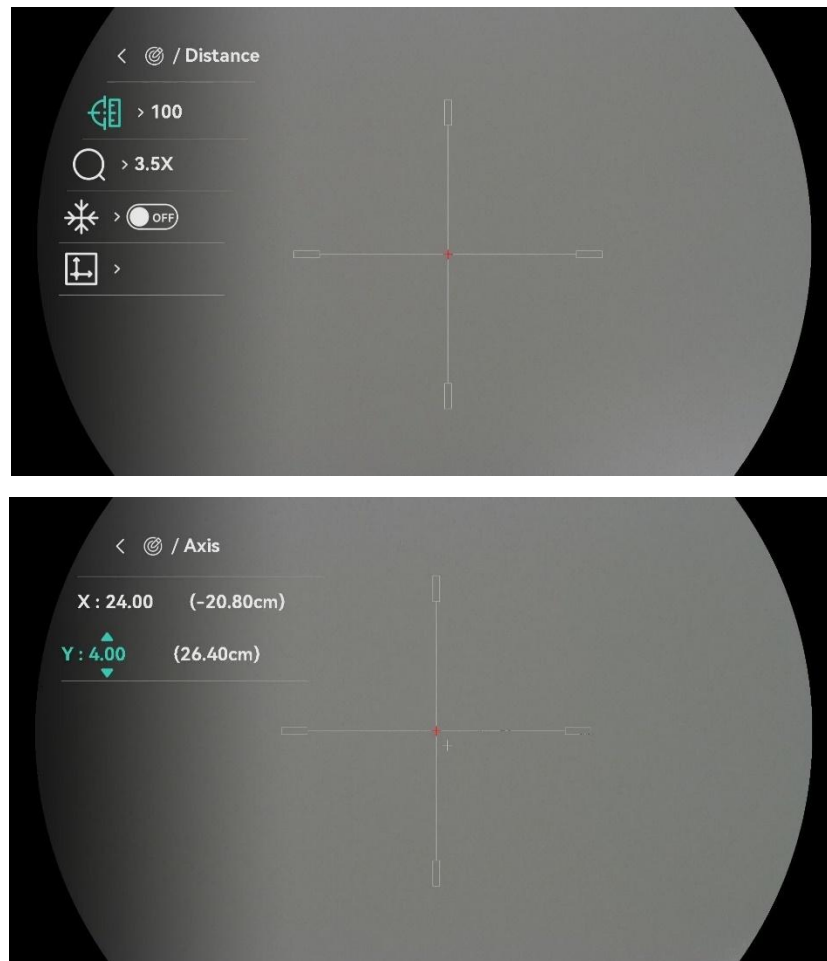 < / Distance
> 100
> 3.5X
> OFF
>
< / Axis
X : 24.00 (-20.80cm)
Y : 4.00 (26.40cm)